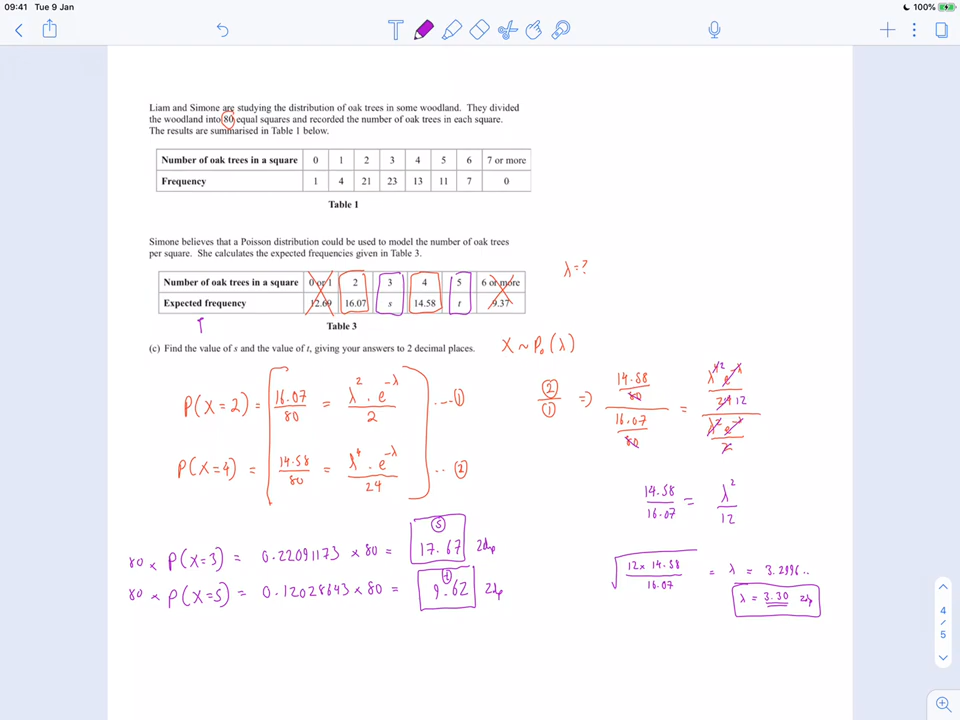 09:41 Tue 9 Jan
100%
Liam and Simone are studying the distribution of oak trees in some woodland. They divided
the woodland into 80 equal squares and recorded the number of oak trees in each square.
The results are summarised in Table 1 below.
Number of oak trees in a square 0 1 2 3 4 5 6 7 or more
Frequency 1 4 21 23 13 11 7 0
Table 1
Simone believes that a Poisson distribution could be used to model the number of oak trees
per square. She calculates the expected frequencies given in Table 3.
λ=?
Number of oak trees in a square 0 or 1 2 3 4 5 6 or more
Expected frequency 12.69 16.07 s 14.58 t 9.37
Table 3
(c) Find the value of s and the value of t, giving your answers to 2 decimal places.
X ~ Po(λ)
P(X=2) = 16.07/80 = λ² · e^-λ / 2 ... ①
P(X=4) = 14.58/80 = λ⁴ · e^-λ / 24 .. ②
②/① => (14.58/80) / (16.07/80) = (λ⁴² e^-λ / 24 12) / (λ² e^-λ / 2)
14.58/16.07 = λ²/12
√(12 × 14.58 / 16.07) = λ = 3.2996..
λ = 3.30 2dp
s
80 × P(X=3) = 0.22091173 × 80 = 17.67 2dp
t
80 × P(X=5) = 0.12028643 × 80 = 9.62 2dp
4
/
5